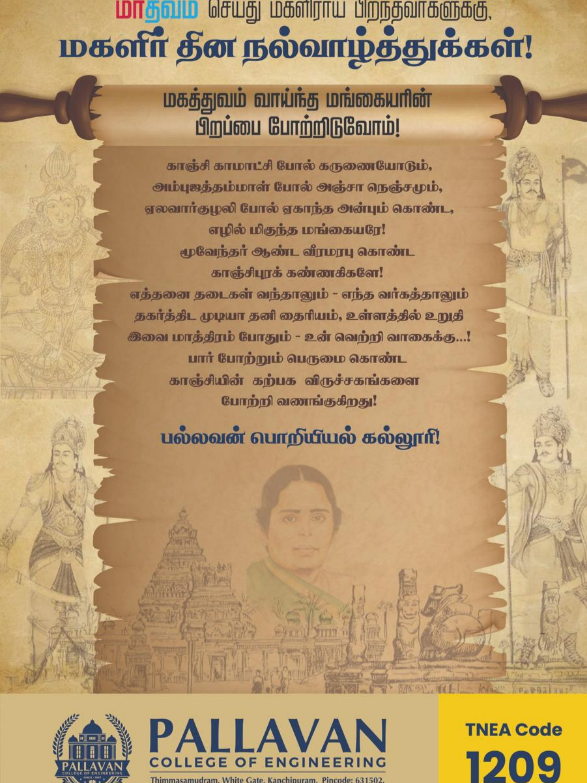 மாதவம் செய்து மகளிராய் பிறந்தவர்களுக்கு,
மகளிர் தின நல்வாழ்த்துக்கள்!
மகத்துவம் வாய்ந்த மங்கையரின்
பிறப்பை போற்றிடுவோம்!
காஞ்சி காமாட்சி போல் கருணையோடும்,
அம்புஜத்தம்மாள் போல் அஞ்சா நெஞ்சமும்,
ஏலவார்குழலி போல் ஏகாந்த அன்பும் கொண்ட,
எழில் மிகுந்த மங்கையரே!
மூவேந்தர் ஆண்ட வீரமரபு கொண்ட
காஞ்சிபுரக் கண்ணகிகளே!
எத்தனை தடைகள் வந்தாலும் - எந்த வர்கத்தாலும்
தகர்த்திட முடியா தனி தைரியம், உள்ளத்தில் உறுதி
இவை மாத்திரம் போதும் - உன் வெற்றி வாகைக்கு...!
பார் போற்றும் பெருமை கொண்ட
காஞ்சியின் கற்பக விருச்சகங்களை
போற்றி வணங்குகிறது!
பல்லவன் பொறியியல் கல்லூரி!
PALLAVAN
COLLEGE OF ENGINEERING
PALLAVAN
COLLEGE OF ENGINEERING
Thimmasamudram, White Gate, Kanchipuram, Pincode: 631502.
TNEA Code
1209